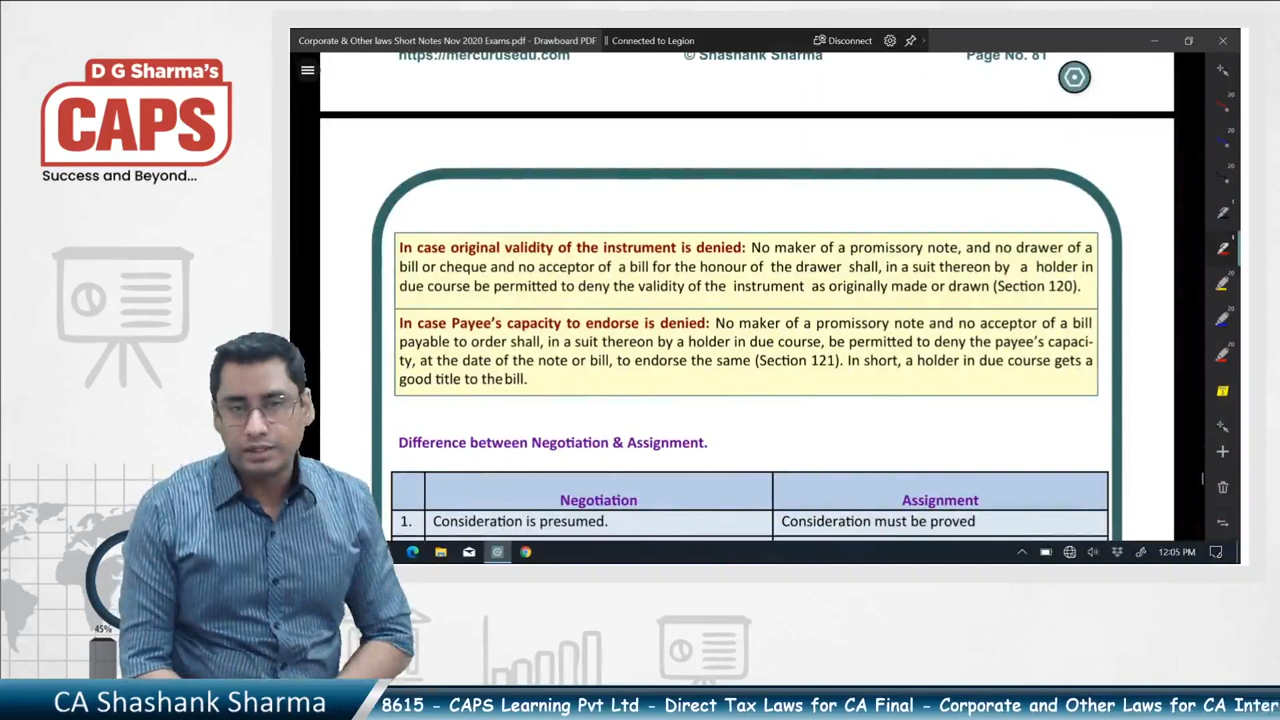 Corporate & Other laws Short Notes Nov 2020 Exams.pdf - Drawboard PDF || Connected to Legion Disconnect
https://mercurusedu.com © Shashank Sharma Page No. 81
D G Sharma's
CAPS
Success and Beyond...
In case original validity of the instrument is denied: No maker of a promissory note, and no drawer of a
bill or cheque and no acceptor of a bill for the honour of the drawer shall, in a suit thereon by a holder in
due course be permitted to deny the validity of the instrument as originally made or drawn (Section 120).
In case Payee's capacity to endorse is denied: No maker of a promissory note and no acceptor of a bill
payable to order shall, in a suit thereon by a holder in due course, be permitted to deny the payee's capaci-
ty, at the date of the note or bill, to endorse the same (Section 121). In short, a holder in due course gets a
good title to the bill.
Difference between Negotiation & Assignment.
Negotiation Assignment
1. Consideration is presumed. Consideration must be proved
12:05 PM
45%
CA Shashank Sharma
8615 - CAPS Learning Pvt Ltd - Direct Tax Laws for CA Final - Corporate and Other Laws for CA Inter